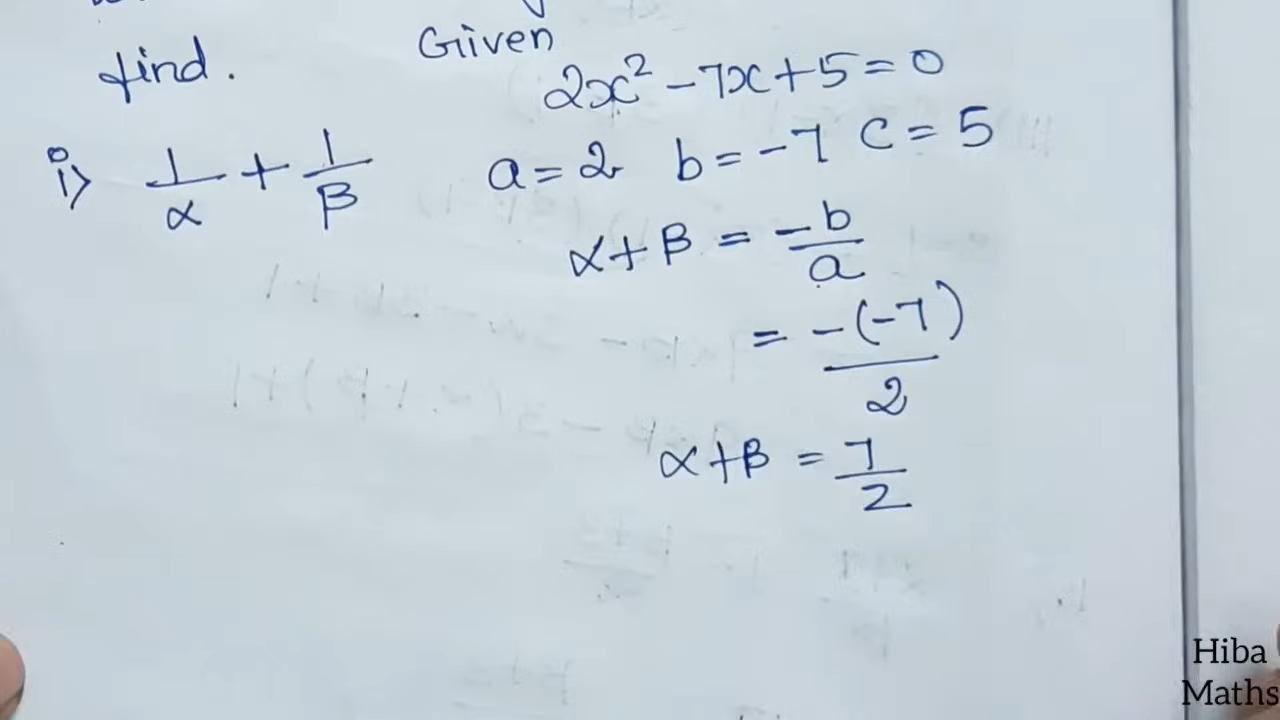 find.
i) 1/α + 1/β
Given
2x² - 7x + 5 = 0
a = 2 b = -7 c = 5
α + β = -b/a
= -(-7)/2
α + β = 7/2
Hiba
Maths